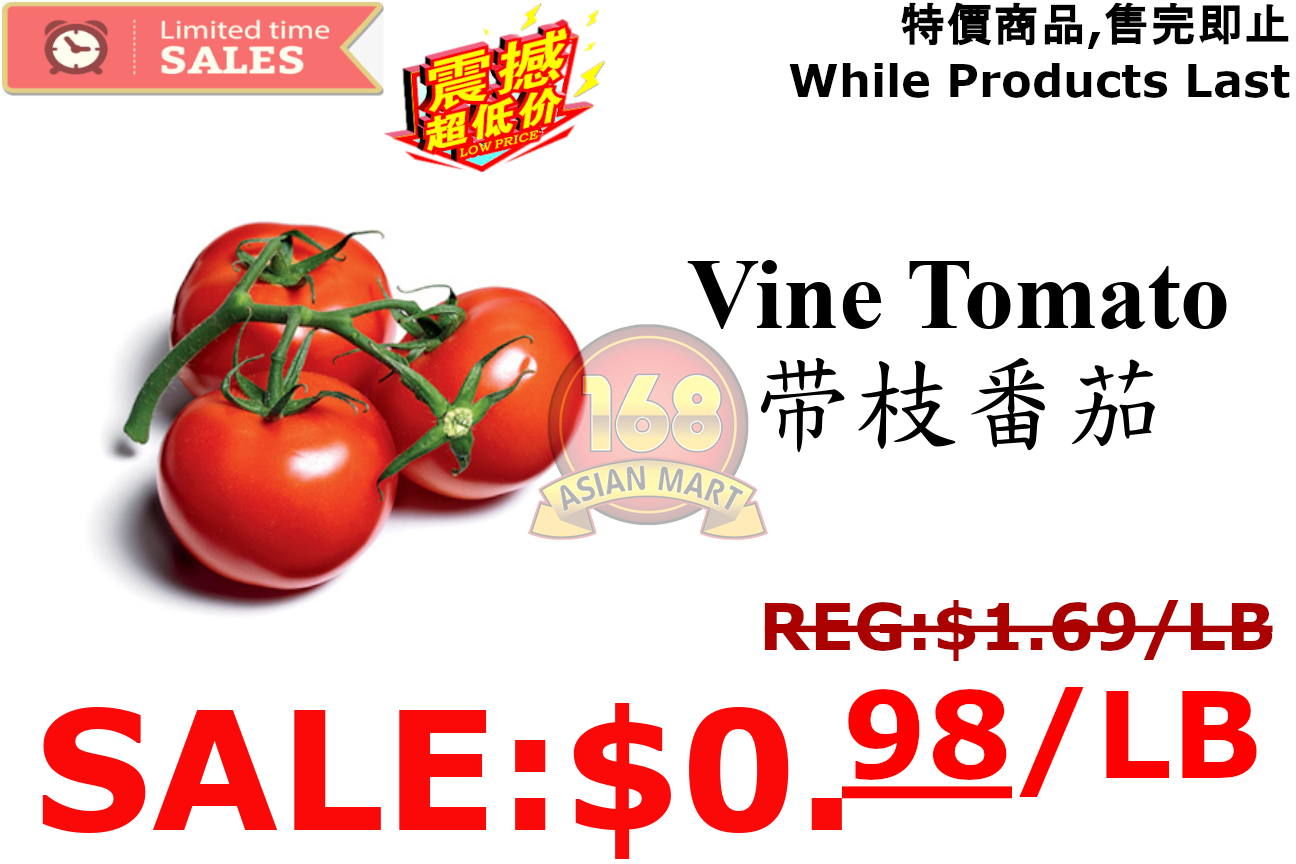 Limited time
SALES
震撼
超低价
LOW PRICE
特價商品,售完即止
While Products Last
Vine Tomato
带枝番茄
168
ASIAN MART
REG:$1.69/LB
SALE:$0.98/LB